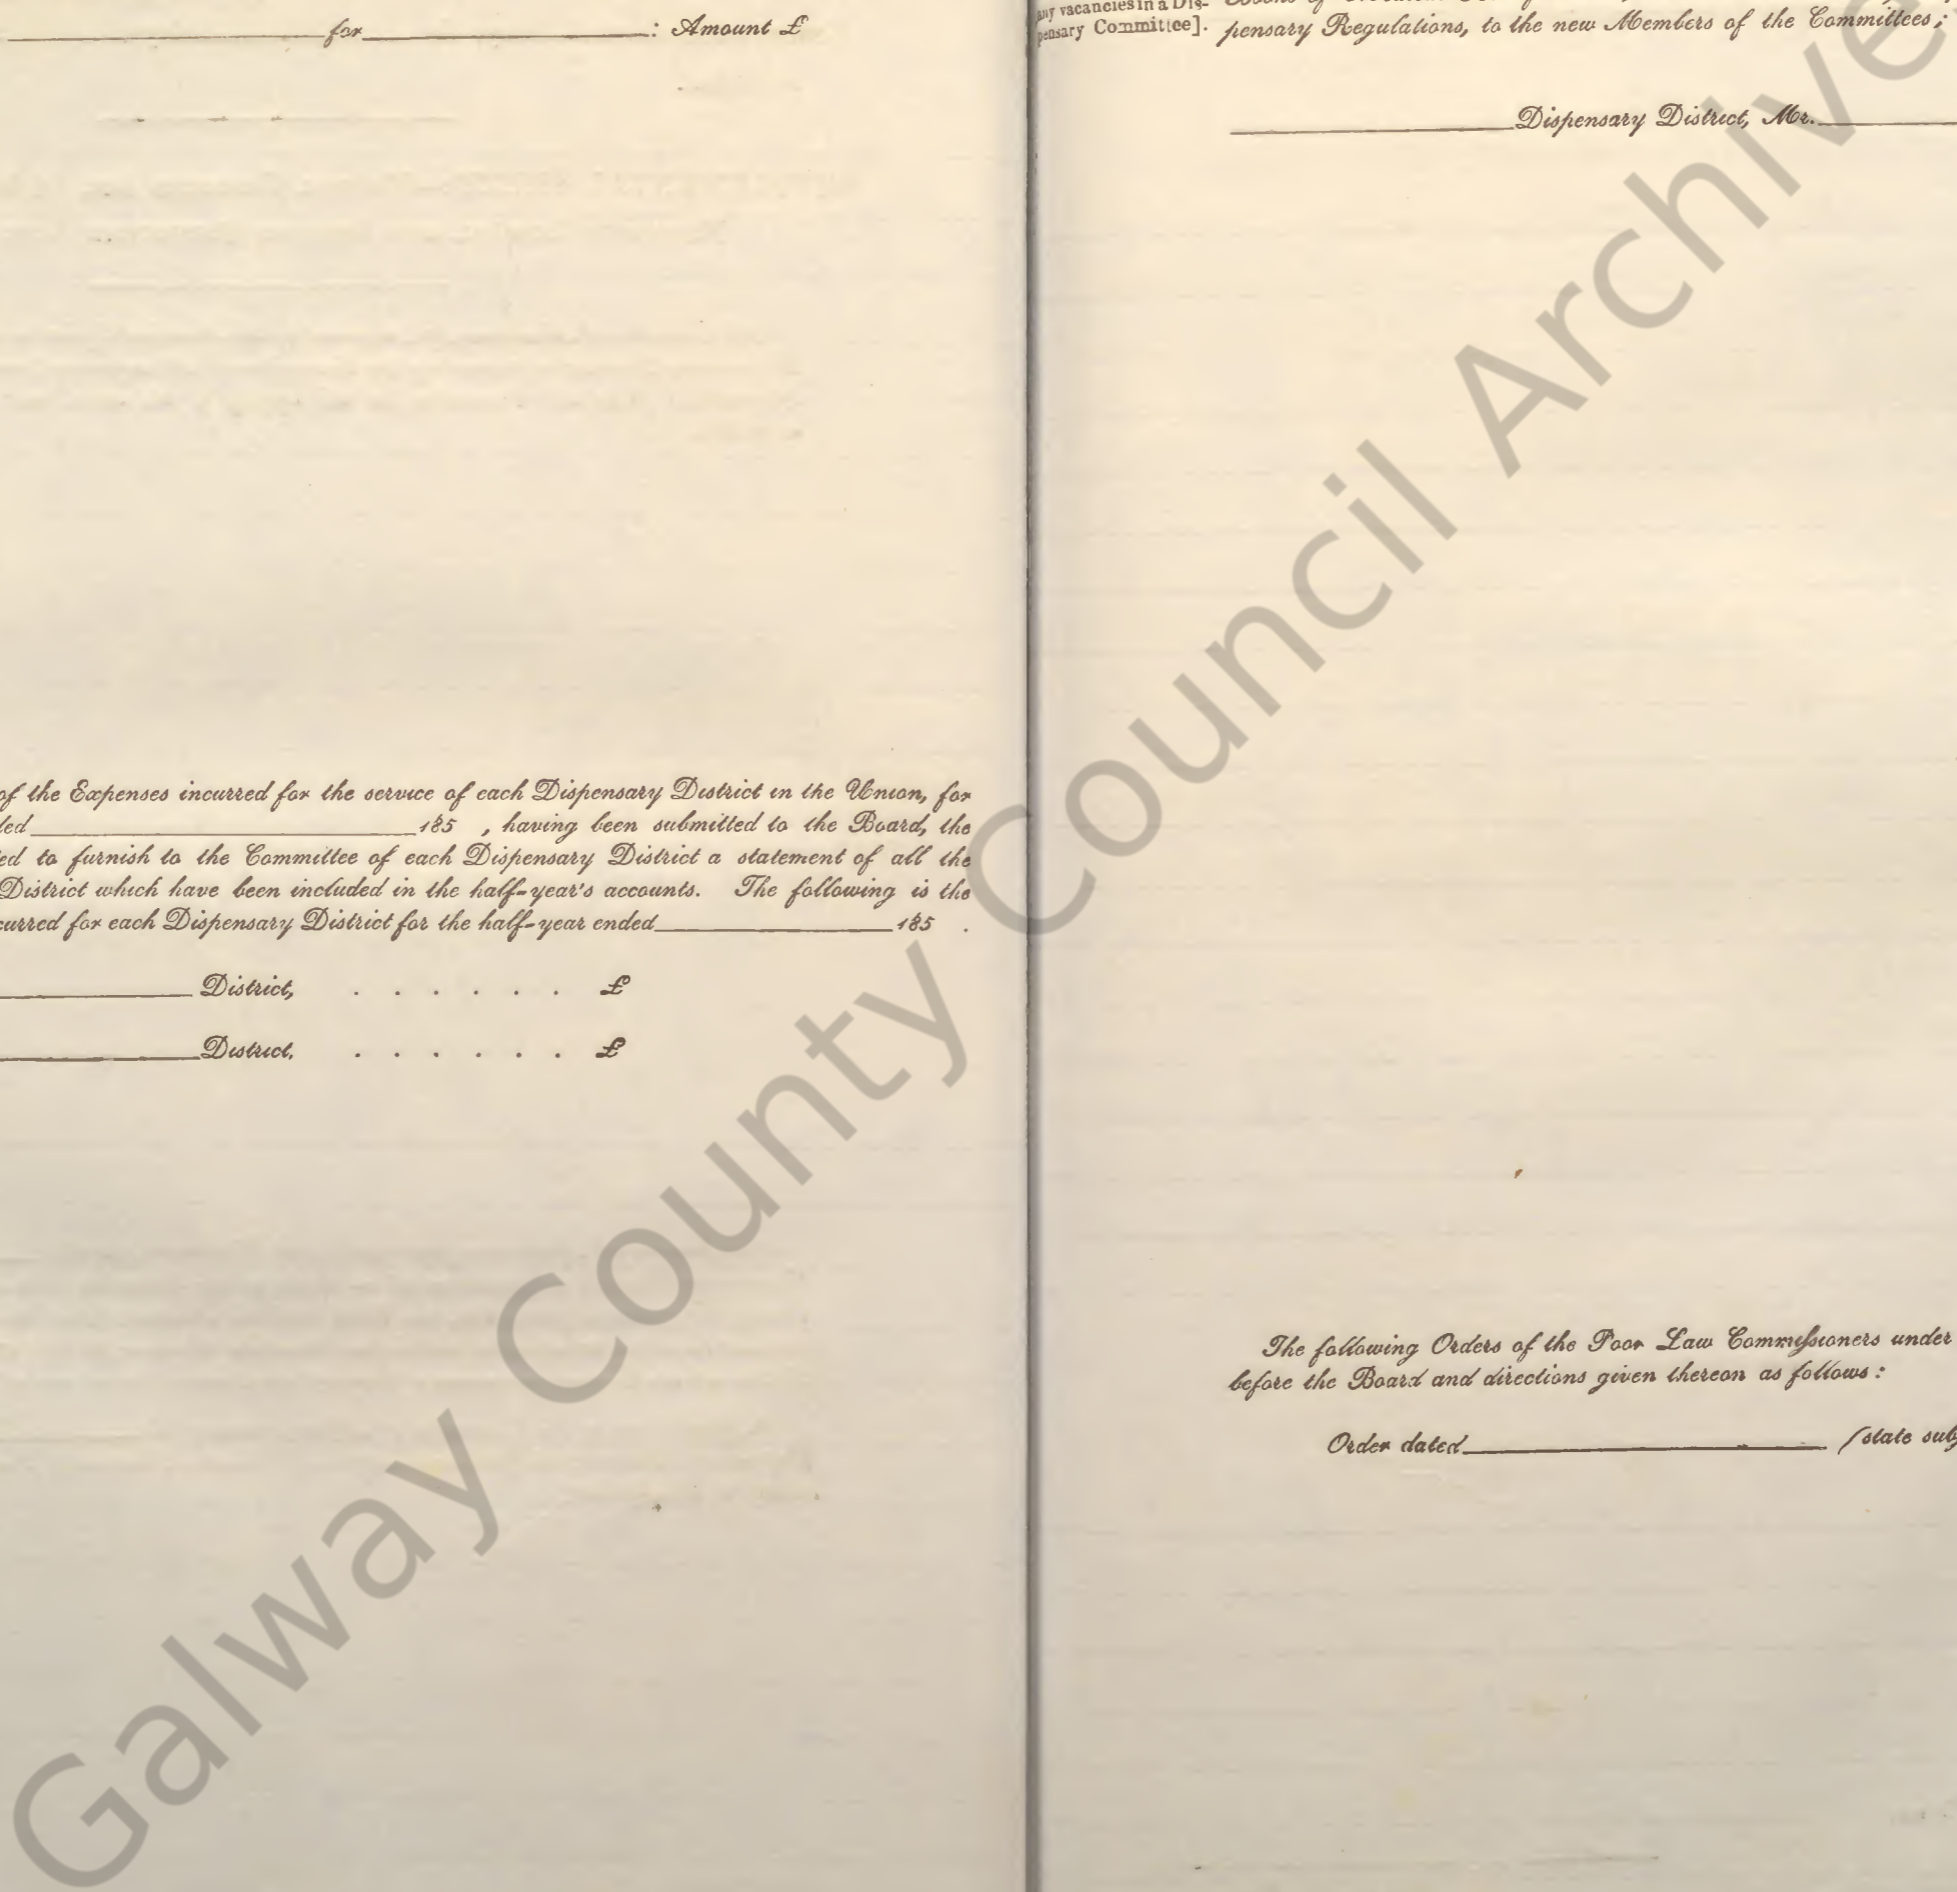 for : Amount £
of the Expenses incurred for the service of each Dispensary District in the Union, for
185 , having been submitted to the Board, the
to furnish to the Committee of each Dispensary District a statement of all the
District which have been included in the half-year's accounts. The following is the
for each Dispensary District for the half-year ended 185 .
District, . . . . . . £
District. . . . . . . £
any vacancies in a Dis-
pensary Committee].
pensary Regulations, to the new Members of the Committees;
Dispensary District, Mr.
The following Orders of the Poor Law Commissioners under
before the Board and directions given thereon as follows:
Order dated (state
Galway County Council Archive